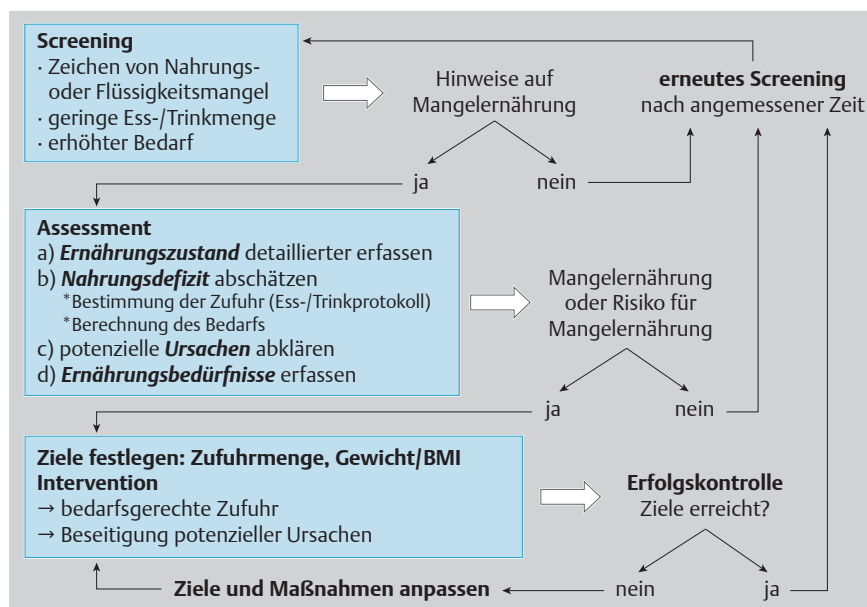 Screening
· Zeichen von Nahrungs-
oder Flüssigkeitsmangel
· geringe Ess-/Trinkmenge
· erhöhter Bedarf
Hinweise auf
Mangelernährung
erneutes Screening
nach angemessener Zeit
ja
nein
Assessment
a) Ernährungszustand detaillierter erfassen
b) Nahrungsdefizit abschätzen
*Bestimmung der Zufuhr (Ess-/Trinkprotokoll)
*Berechnung des Bedarfs
c) potenzielle Ursachen abklären
d) Ernährungsbedürfnisse erfassen
Mangelernährung
oder Risiko für
Mangelernährung
ja
nein
Ziele festlegen: Zufuhrmenge, Gewicht/BMI
Intervention
→ bedarfsgerechte Zufuhr
→ Beseitigung potenzieller Ursachen
Erfolgskontrolle
Ziele erreicht?
nein
ja
Ziele und Maßnahmen anpassen